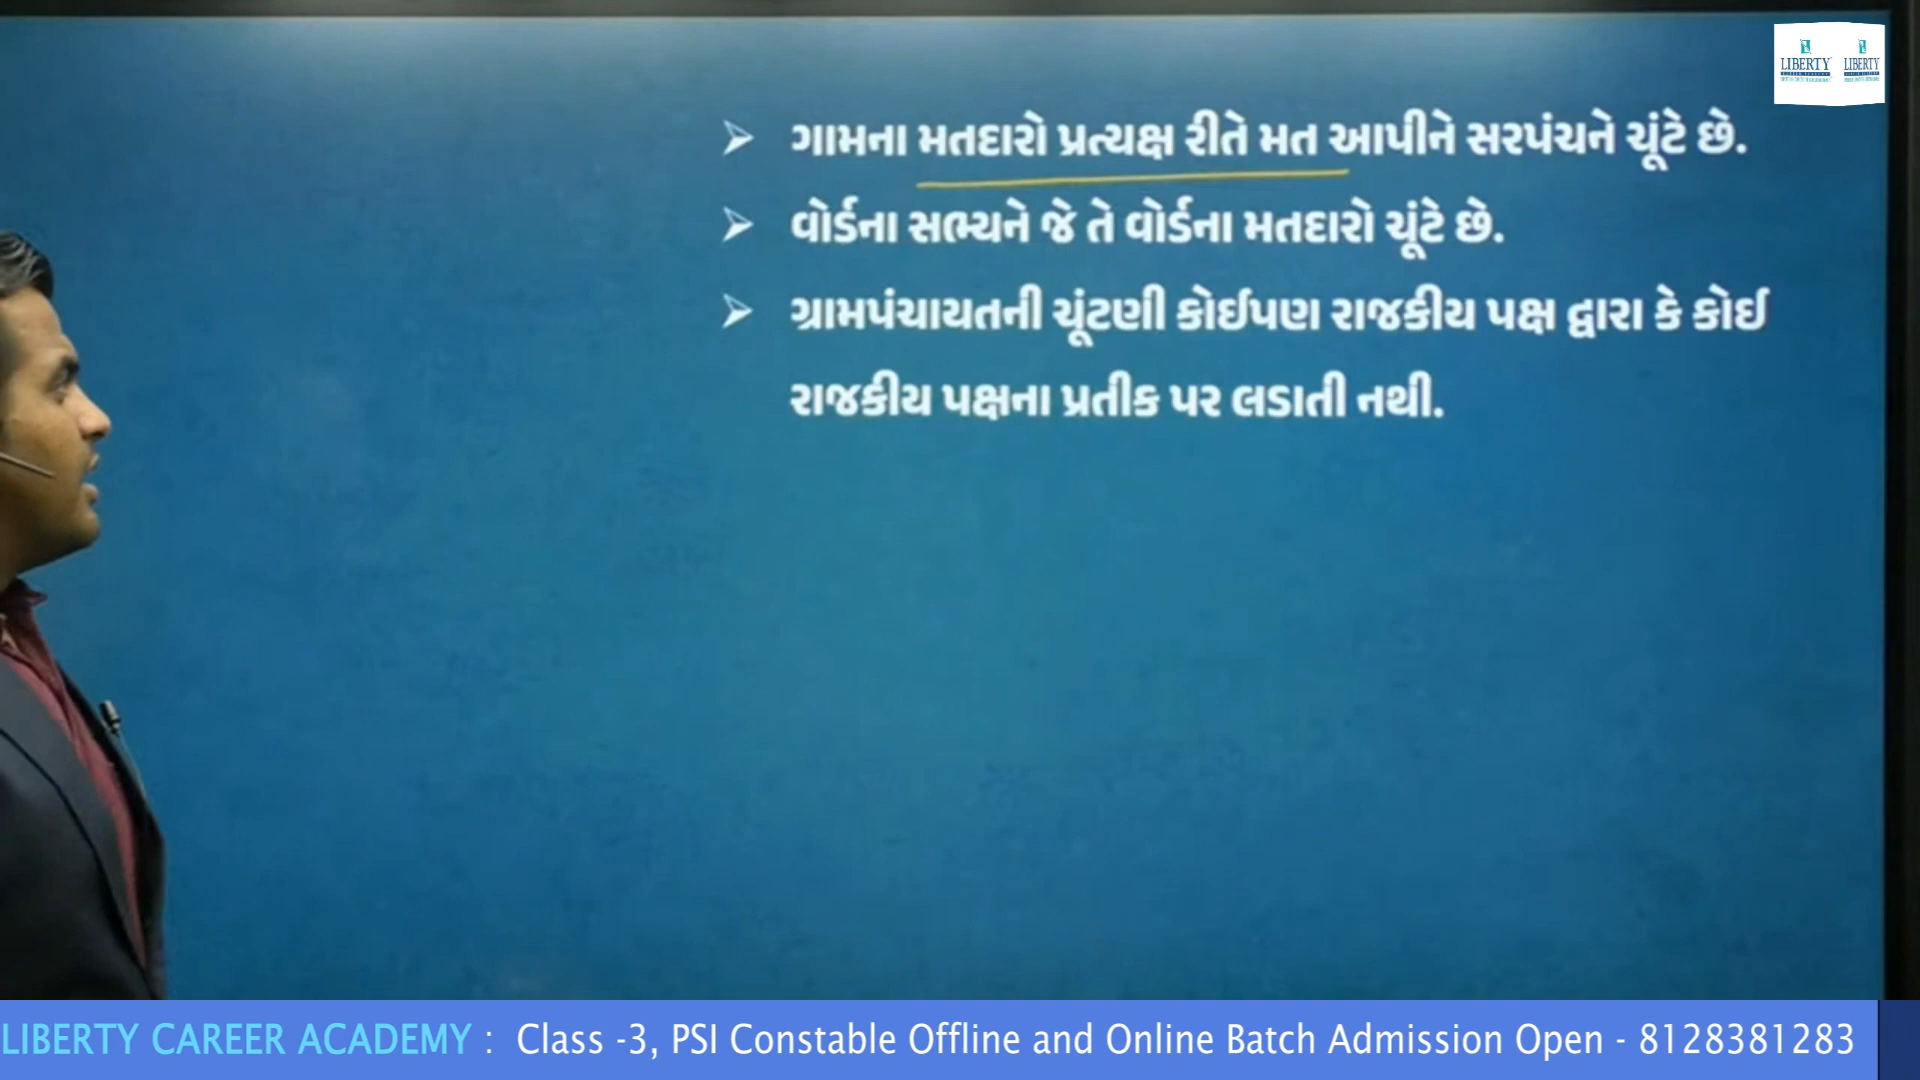 LIBERTY LIBERTY
➢ ગામના મતદારો પ્રત્યક્ષ રીતે મત આપીને સરપંચને ચૂંટે છે.
➢ વોર્ડના સભ્યને જે તે વોર્ડના મતદારો ચૂંટે છે.
➢ ગ્રામપંચાયતની ચૂંટણી કોઈપણ રાજકીય પક્ષ દ્વારા કે કોઈ
રાજકીય પક્ષના પ્રતીક પર લડાતી નથી.
LIBERTY CAREER ACADEMY : Class -3, PSI Constable Offline and Online Batch Admission Open - 8128381283